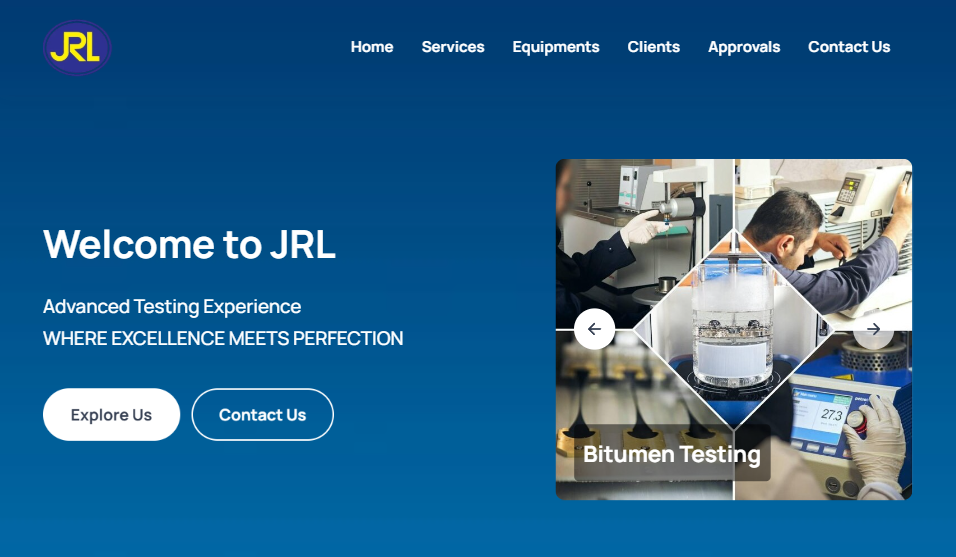 JRL
Home Services Equipments Clients Approvals Contact Us
Welcome to JRL
Advanced Testing Experience
WHERE EXCELLENCE MEETS PERFECTION
Explore Us Contact Us
27.3
Bitumen Testing